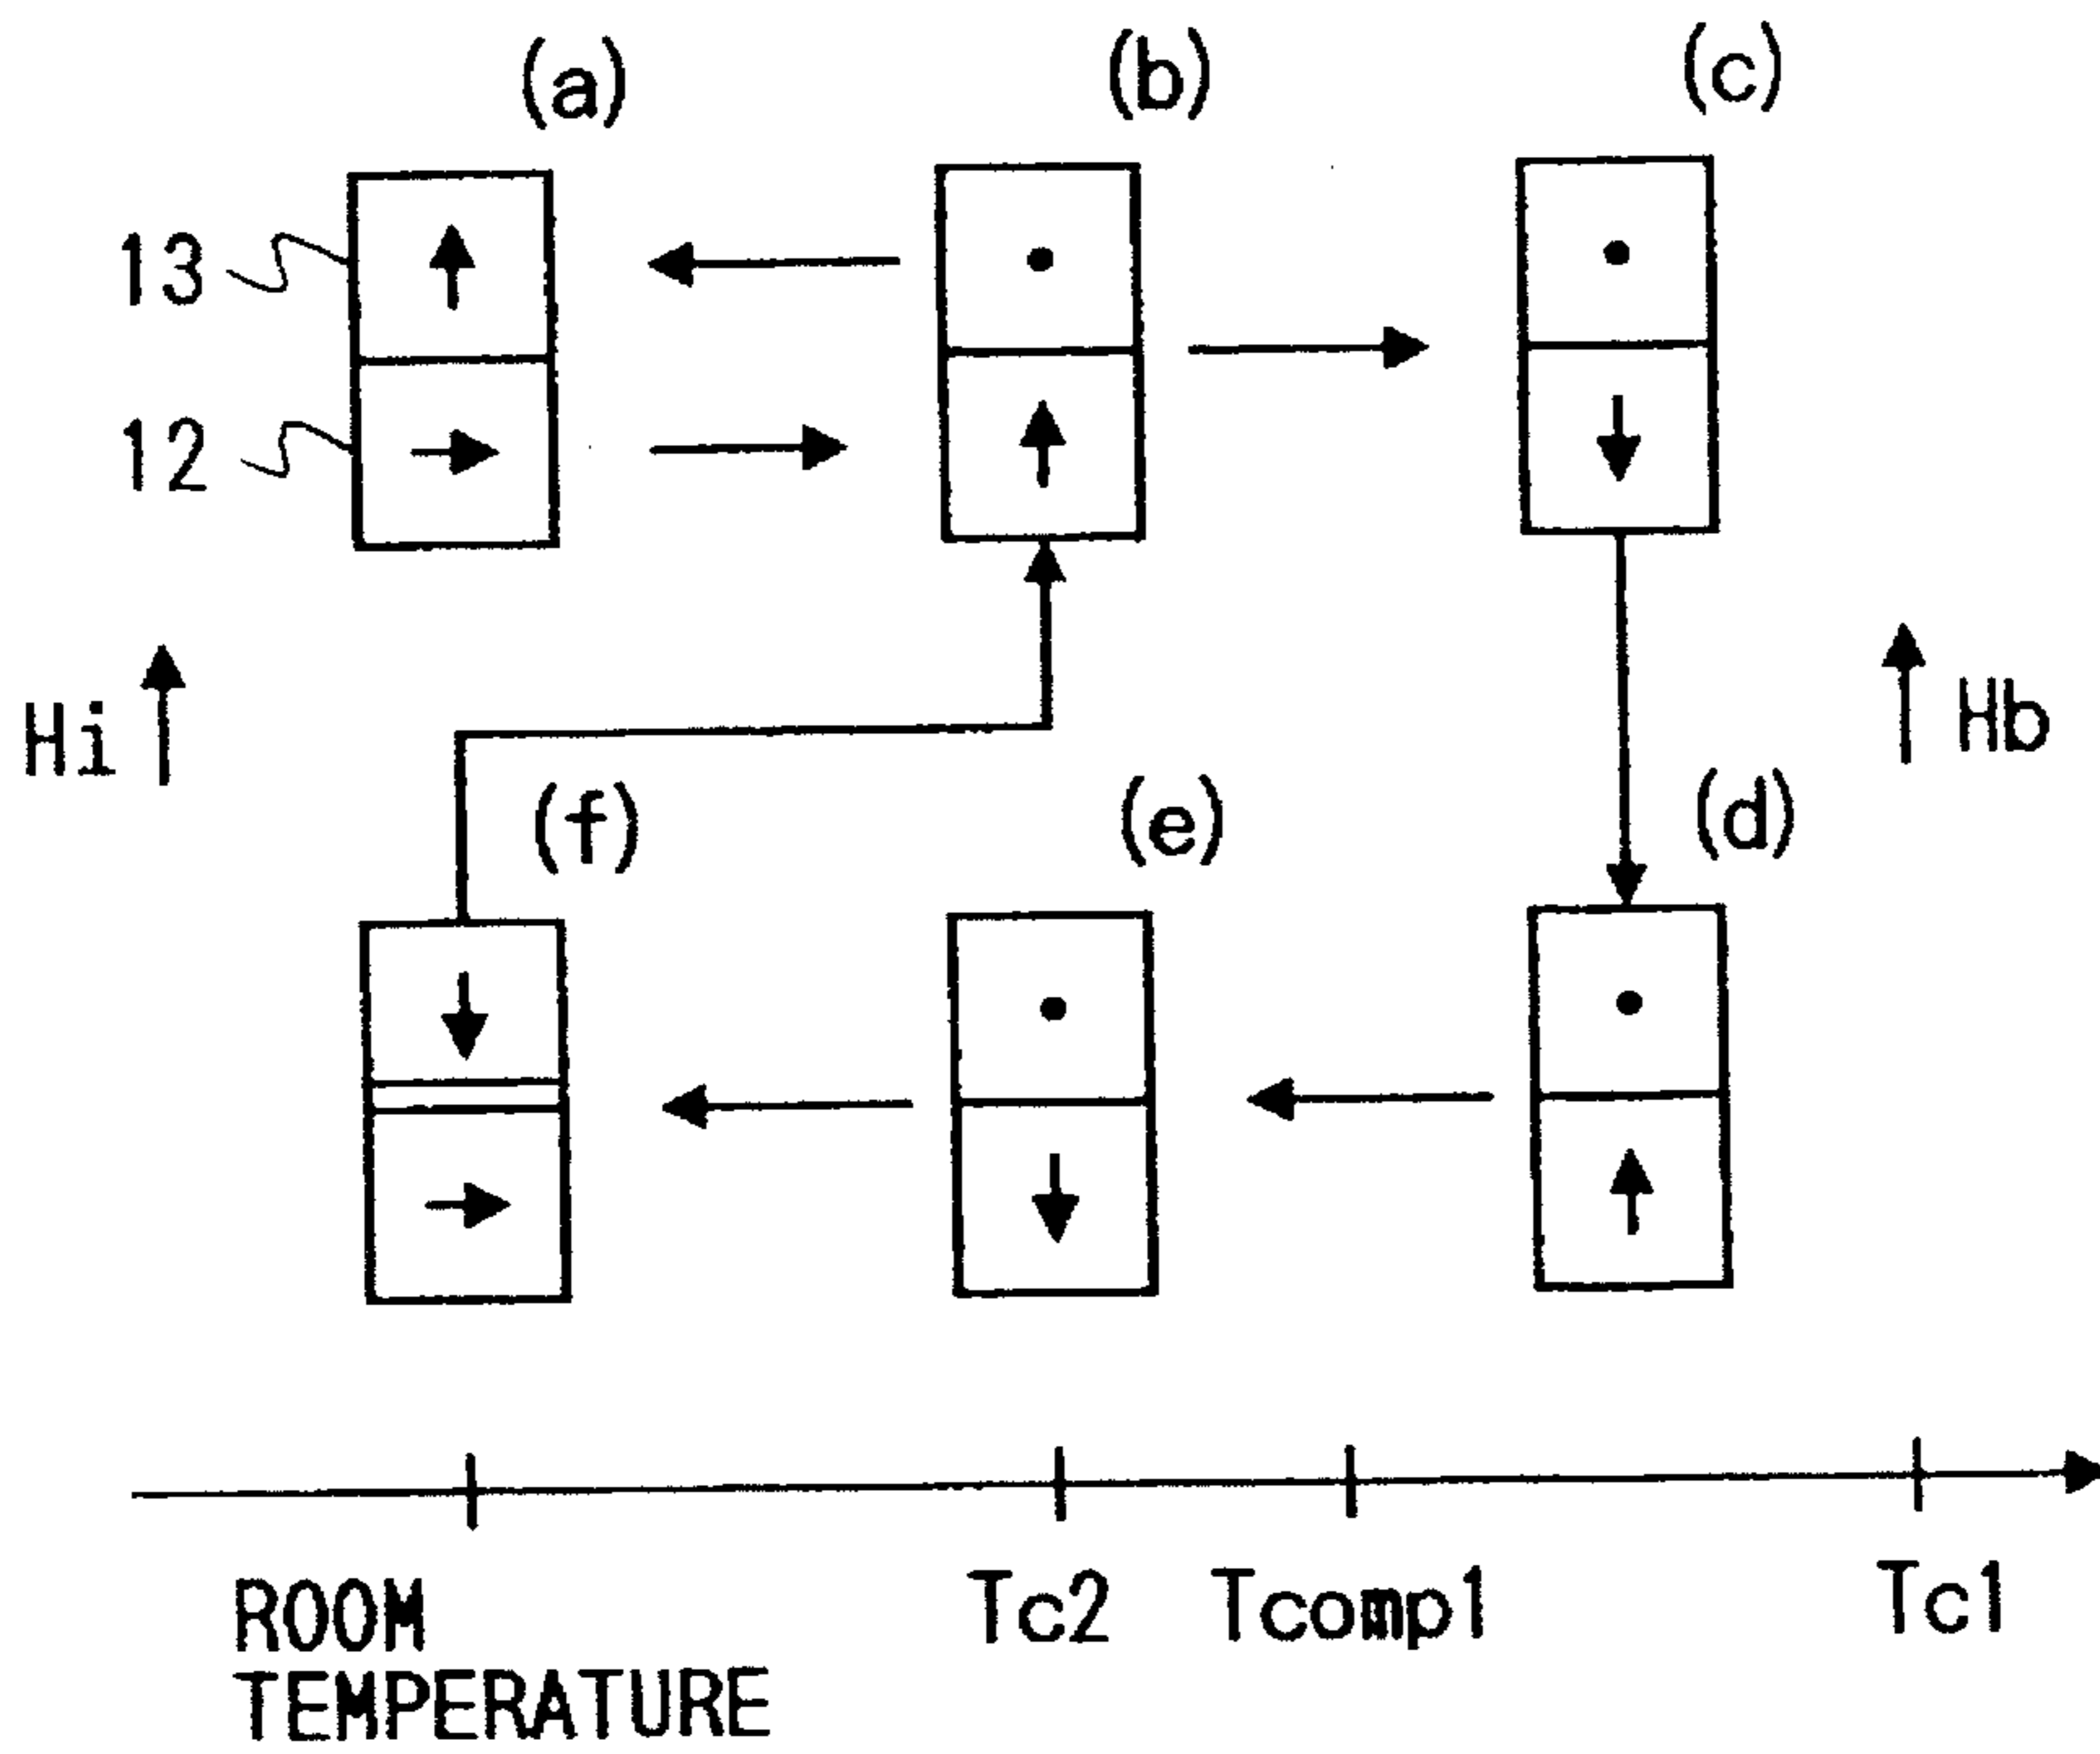 (a) (b) (c)
13
12
Hi Hb
(f) (e) (d)
Tc2 Tcomp1 Tc1
ROOM
TEMPERATURE